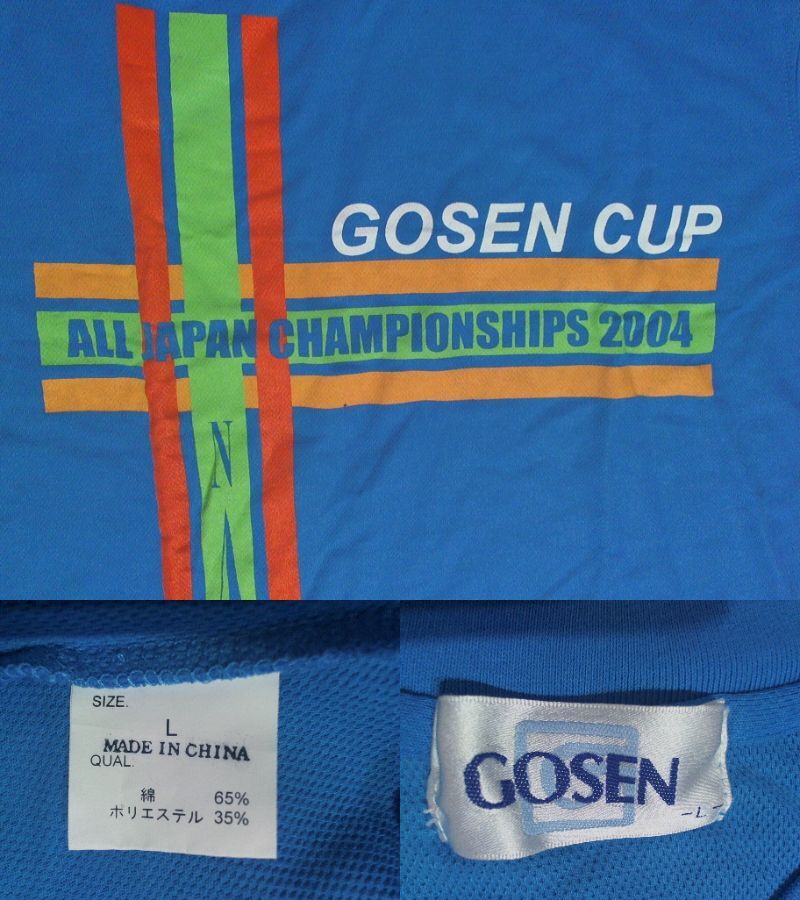 GOSEN CUP
ALL JAPAN CHAMPIONSHIPS 2004
N
SIZE.
L
MADE IN CHINA
QUAL.
綿 65%
ポリエステル 35%
GOSEN
-L-